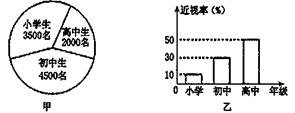 小学生
3500名
高中生
2000名
初中生
4500名
甲
近视率(%)
50
30
10
0
小学 初中 高中 年级
乙